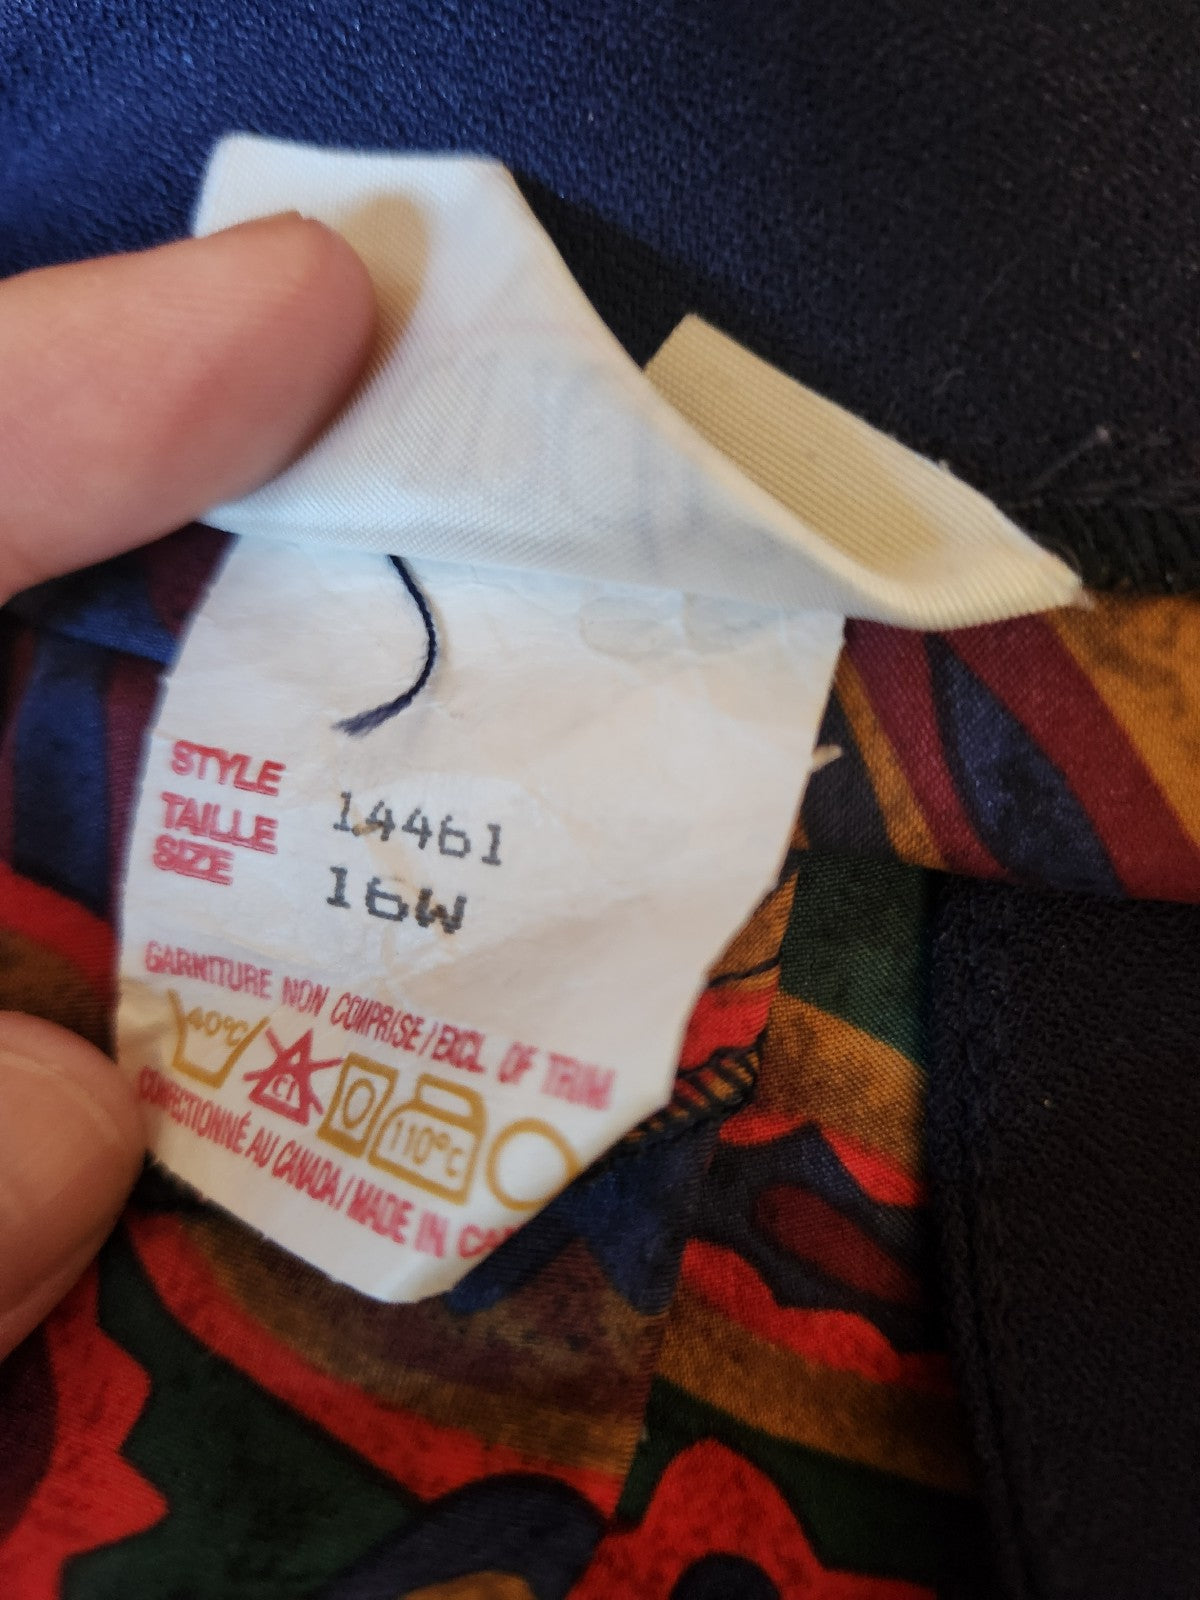 STYLE 14461
TAILLE
SIZE 16W
GARNITURE NON COMPRISE/EXCL OF TRIM
40°C Cl 110°C
CONFECTIONNÉ AU CANADA/MADE IN